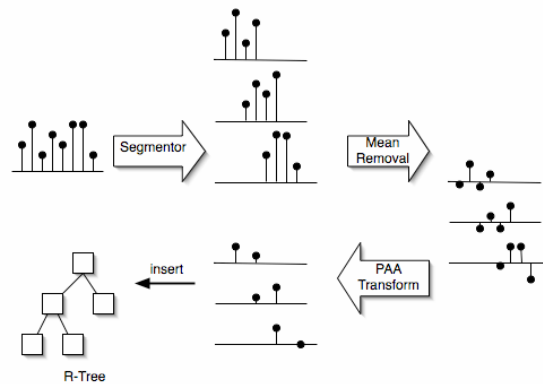 Segmentor
Mean
Removal
insert
PAA
Transform
R-Tree